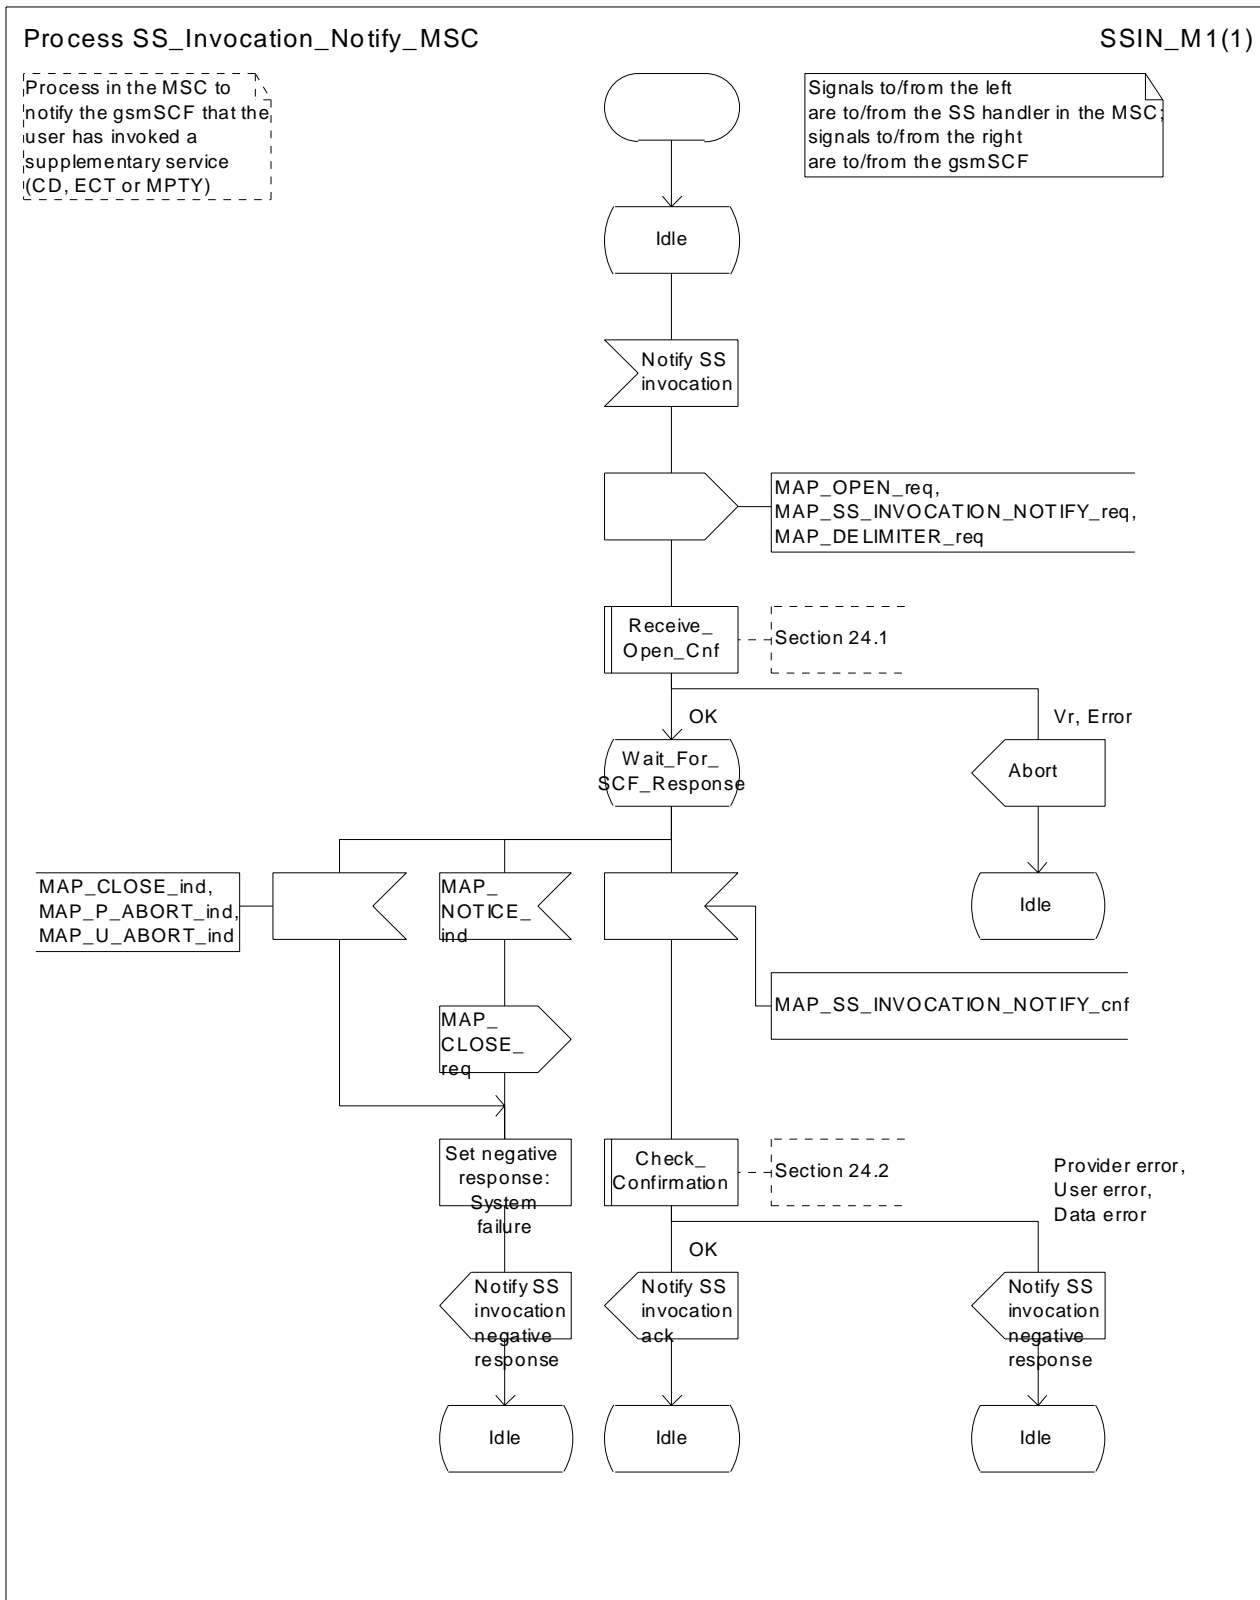 Process SS_Invocation_Notify_MSC
SSIN_M1(1)
Process in the MSC to
notify the gsmSCF that the
user has invoked a
supplementary service
(CD, ECT or MPTY)
Signals to/from the left
are to/from the SS handler in the MSC;
signals to/from the right
are to/from the gsmSCF
Idle
Notify SS
invocation
MAP_OPEN_req,
MAP_SS_INVOCATION_NOTIFY_req,
MAP_DELIMITER_req
Receive_
Open_Cnf
Section 24.1
OK
Vr, Error
Wait_For_
SCF_Response
Abort
MAP_CLOSE_ind,
MAP_P_ABORT_ind,
MAP_U_ABORT_ind
MAP_
NOTICE_
ind
Idle
MAP_SS_INVOCATION_NOTIFY_cnf
MAP_
CLOSE_
req
Set negative
response:
System
failure
Check_
Confirmation
Section 24.2
Provider error,
User error,
Data error
OK
Notify SS
invocation
negative
response
Notify SS
invocation
ack
Notify SS
invocation
negative
response
Idle
Idle
Idle